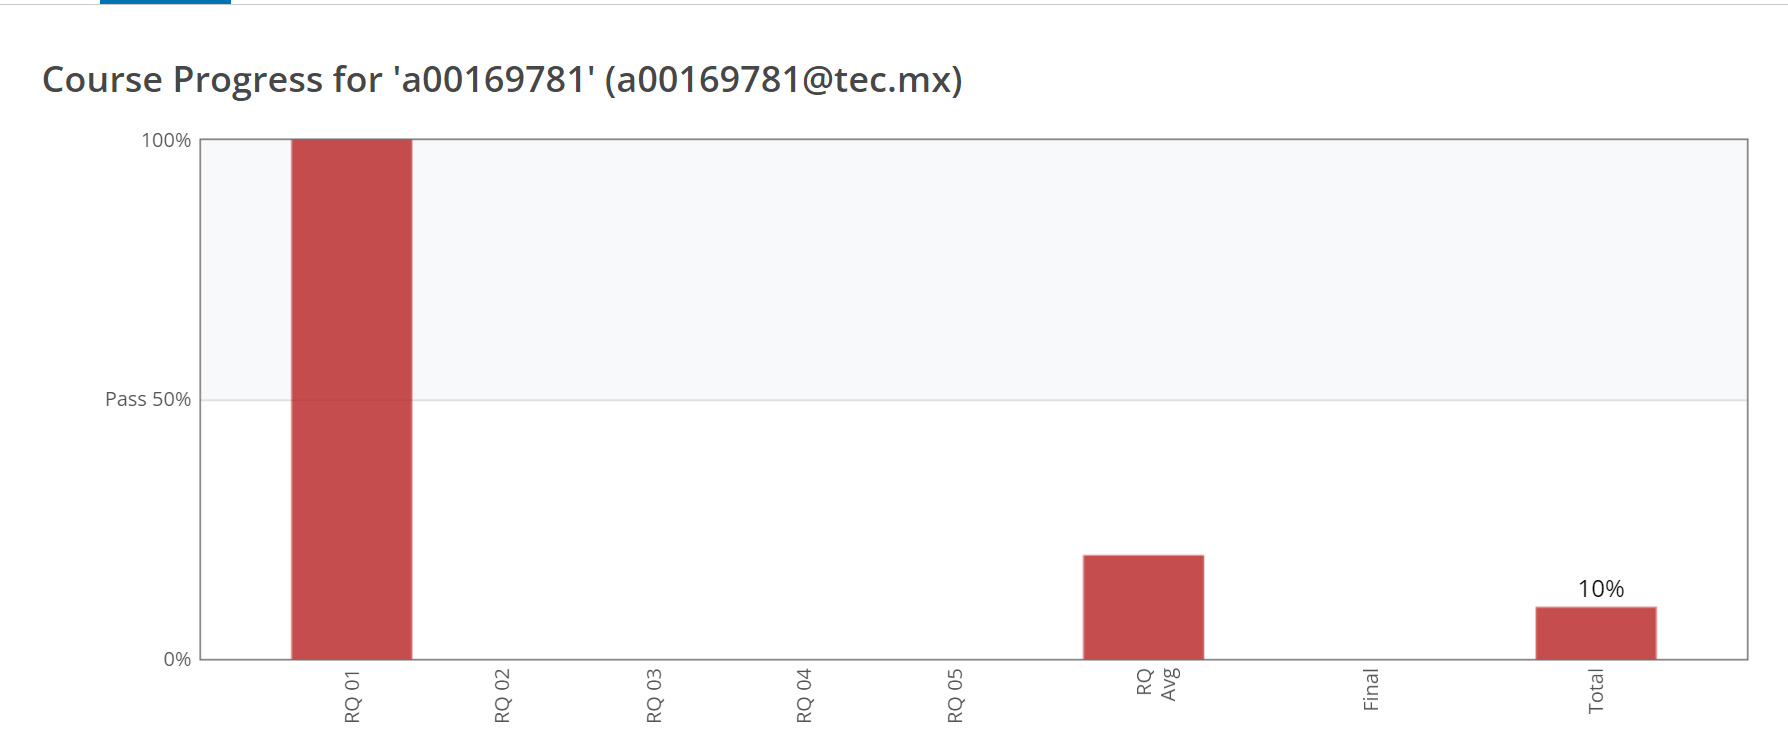 Course Progress for 'a00169781' (a00169781@tec.mx)
100%
Pass 50%
10%
0%
RQ 01
RQ 02
RQ 03
RQ 04
RQ 05
RQ
Avg
Final
Total